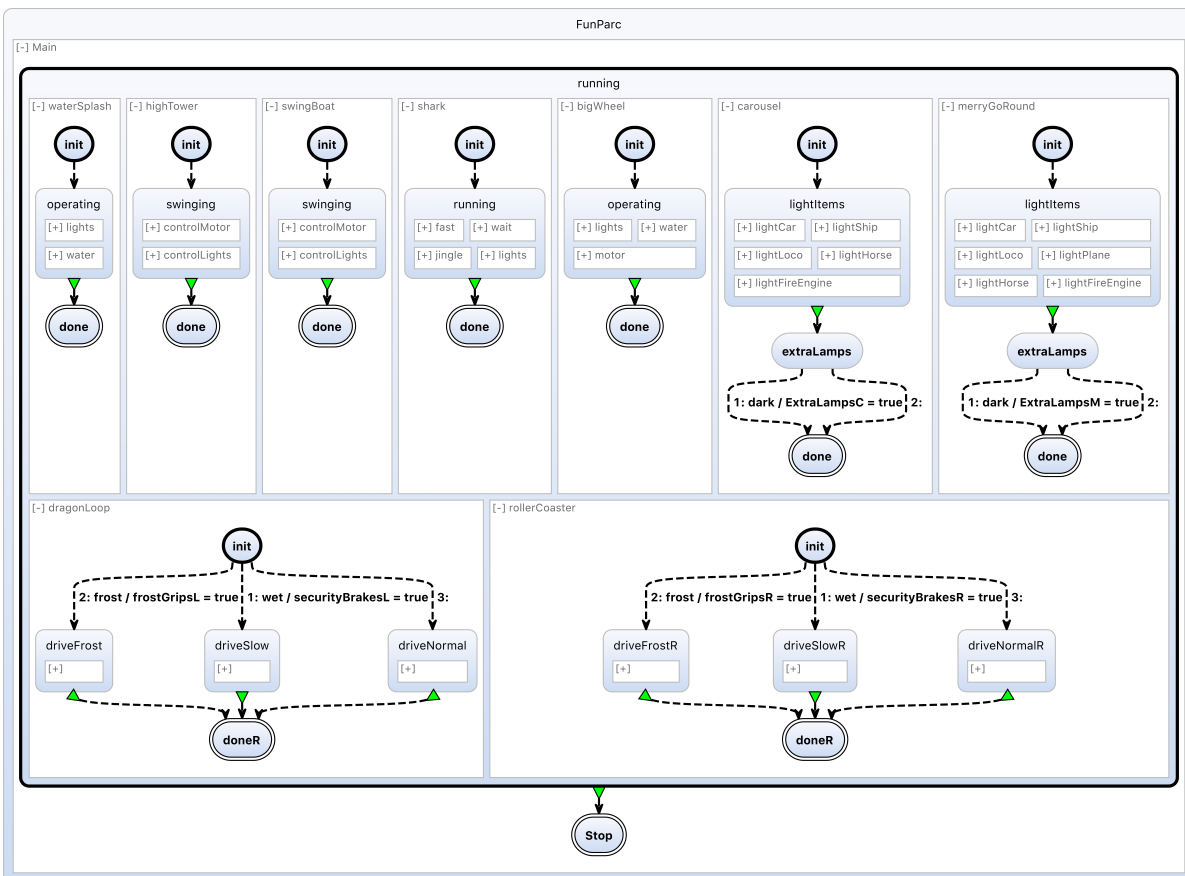 FunParc
[-] Main
running
[-] waterSplash
init
operating
[+] lights
[+] water
done
[-] highTower
init
swinging
[+] controlMotor
[+] controlLights
done
[-] swingBoat
init
swinging
[+] controlMotor
[+] controlLights
done
[-] shark
init
running
[+] fast [+] wait
[+] jingle [+] lights
done
[-] bigWheel
init
operating
[+] lights [+] water
[+] motor
done
[-] carousel
init
lightItems
[+] lightCar [+] lightShip
[+] lightLoco [+] lightHorse
[+] lightFireEngine
extraLamps
1: dark / ExtraLampsC = true 2:
done
[-] merryGoRound
init
lightItems
[+] lightCar [+] lightShip
[+] lightLoco [+] lightPlane
[+] lightHorse [+] lightFireEngine
extraLamps
1: dark / ExtraLampsM = true 2:
done
[-] dragonLoop
init
2: frost / frostGripsL = true 1: wet / securityBrakesL = true 3:
driveFrost driveSlow driveNormal
[+] [+] [+]
doneR
[-] rollerCoaster
init
2: frost / frostGripsR = true 1: wet / securityBrakesR = true 3:
driveFrostR driveSlowR driveNormalR
[+] [+] [+]
doneR
Stop